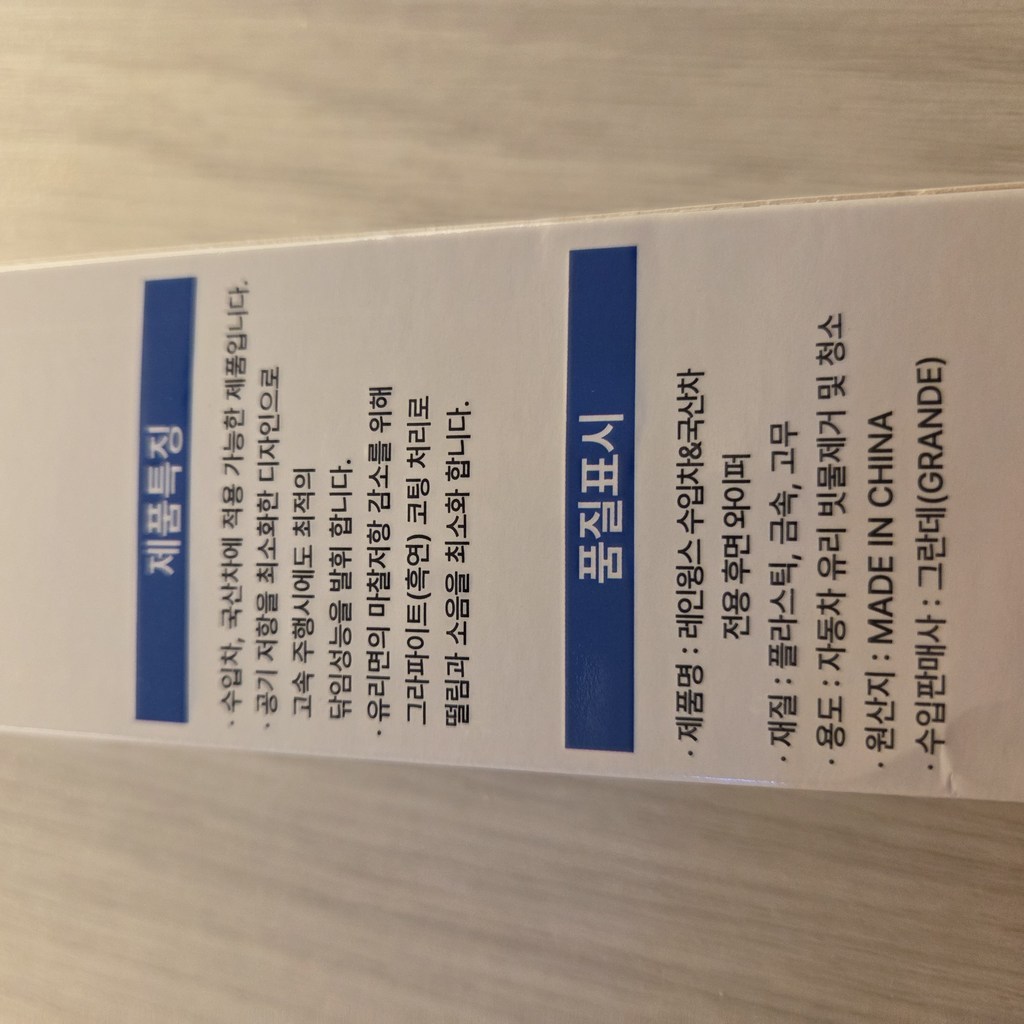 제품특징
· 수입차, 국산차에 적용 가능한 제품입니다.
· 공기 저항을 최소화한 디자인으로
고속 주행시에도 최적의
닦임성능을 발휘 합니다.
· 유리면의 마찰저항 감소를 위해
그라파이트(흑연) 코팅 처리로
떨림과 소음을 최소화 합니다.
품질표시
· 제품명 : 레인윙스 수입차&국산차
전용 후면 와이퍼
· 재질 : 플라스틱, 금속, 고무
· 용도 : 자동차 유리 빗물제거 및 청소
· 원산지 : MADE IN CHINA
· 수입판매사 : 그란데(GRANDE)